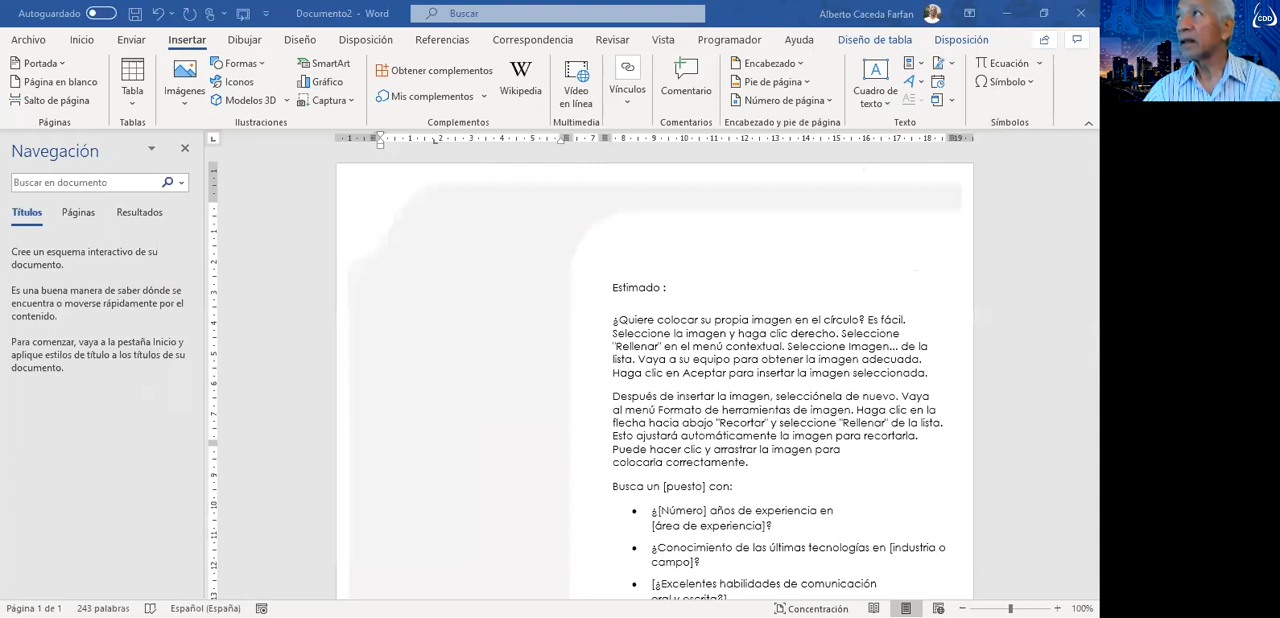 Autoguardado
Documento2 - Word
Buscar
Alberto Caceda Farfan
CDD
Archivo Inicio Enviar Insertar Dibujar Diseño Disposición Referencias Correspondencia Revisar Vista Programador Ayuda Diseño de tabla Disposición
Portada
Página en blanco
Salto de página
Páginas
Tabla
Tablas
Imágenes
Formas
Iconos
Modelos 3D
SmartArt
Gráfico
Captura
Ilustraciones
Obtener complementos
Mis complementos
W
Wikipedia
Complementos
Vídeo
en línea
Multimedia
Vínculos
Comentario
Comentarios
Encabezado
Pie de página
Número de página
Encabezado y pie de página
Cuadro de
texto
Texto
Ecuación
Símbolo
Símbolos
Navegación
Buscar en documento
Títulos Páginas Resultados
Cree un esquema interactivo de su
documento.
Es una buena manera de saber dónde se
encuentra o moverse rápidamente por el
contenido.
Para comenzar, vaya a la pestaña Inicio y
aplique estilos de título a los títulos de su
documento.
Estimado :
¿Quiere colocar su propia imagen en el círculo? Es fácil.
Seleccione la imagen y haga clic derecho. Seleccione
"Rellenar" en el menú contextual. Seleccione Imagen... de la
lista. Vaya a su equipo para obtener la imagen adecuada.
Haga clic en Aceptar para insertar la imagen seleccionada.
Después de insertar la imagen, selecciónela de nuevo. Vaya
al menú Formato de herramientas de imagen. Haga clic en la
flecha hacia abajo "Recortar" y seleccione "Rellenar" de la lista.
Esto ajustará automáticamente la imagen para recortarla.
Puede hacer clic y arrastrar la imagen para
colocarla correctamente.
Busca un [puesto] con:
• ¿[Número] años de experiencia en
[área de experiencia]?
• ¿Conocimiento de las últimas tecnologías en [industria o
campo]?
• [¿Excelentes habilidades de comunicación
oral y escrita?]
Página 1 de 1 243 palabras Español (España) Concentración 100%